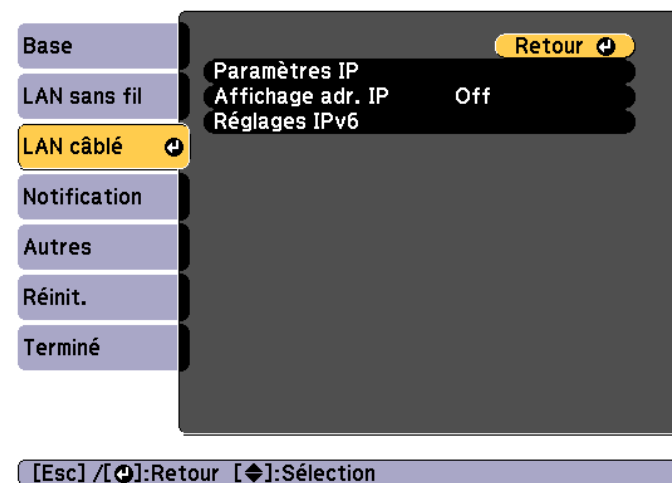 Base
LAN sans fil
LAN câblé
Notification
Autres
Réinit.
Terminé
Retour
Paramètres IP
Affichage adr. IP Off
Réglages IPv6
[Esc] /[⏎]:Retour [◆]:Sélection